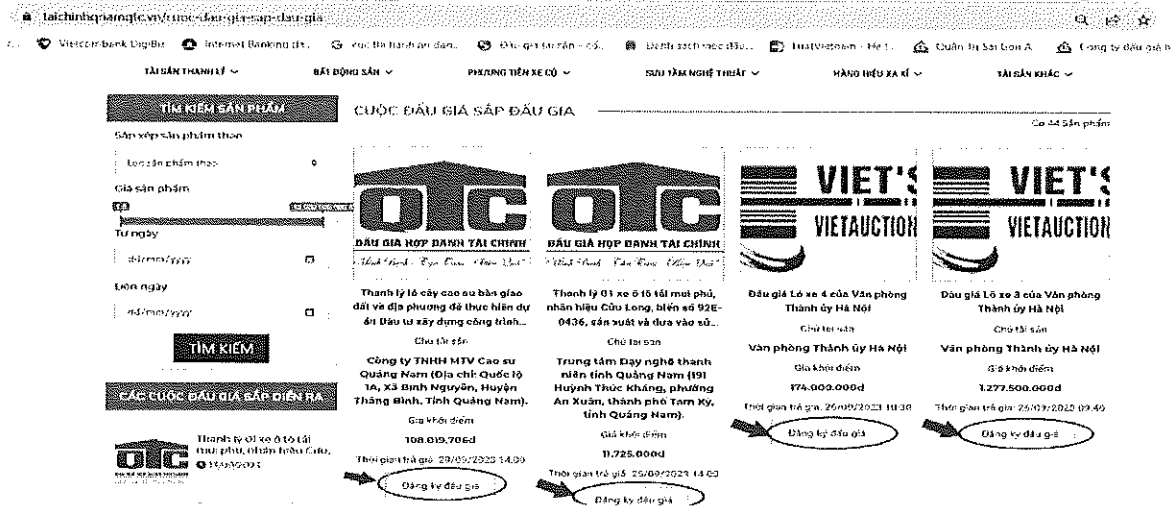 taichinhqnamqtc.vn/cuoc-dau-gia-sap-dau-gia
Vietcombank DigiBiz
Internet Banking
Luatvietnam
Quản Trị Sài Gòn A
TÀI SẢN THANH LÝ
BẤT ĐỘNG SẢN
PHƯƠNG TIỆN XE CỘ
SƯU TẦM NGHỆ THUẬT
HÀNG HIỆU XA XỈ
TÀI SẢN KHÁC
TÌM KIẾM SẢN PHẨM
Sắp xếp sản phẩm theo
Giá sản phẩm
Từ ngày
dd/mm/yyyy
Đến ngày
dd/mm/yyyy
TÌM KIẾM
CÁC CUỘC ĐẤU GIÁ SẮP DIỄN RA
Thanh lý 01 xe ô tô tải
mui phủ, nhãn hiệu Cửu,
CUỘC ĐẤU GIÁ SẮP ĐẤU GIA
Có 44 Sản phẩm
QTC
ĐẤU GIÁ HỢP DANH TÀI CHÍNH
Thanh lý lô cây cao su bàn giao
đất về địa phương để thực hiện dự
án Đầu tư xây dựng công trình...
Chủ tài sản
Công ty TNHH MTV Cao su
Quảng Nam (Địa chỉ: Quốc lộ
1A, Xã Bình Nguyên, Huyện
Thăng Bình, Tỉnh Quảng Nam).
Giá khởi điểm
108.019.706đ
Thời gian trả giá: 29/09/2023 14:00
Đăng ký đấu giá
QTC
ĐẤU GIÁ HỢP DANH TÀI CHÍNH
Thanh lý 01 xe ô tô tải mui phủ,
nhãn hiệu Cửu Long, biển số 92E-
0436, sản xuất và đưa vào sử...
Chủ tài sản
Trung tâm Dạy nghề thanh
niên tỉnh Quảng Nam (191
Huỳnh Thúc Kháng, phường
An Xuân, thành phố Tam Kỳ,
tỉnh Quảng Nam).
Giá khởi điểm
11.725.000đ
Thời gian trả giá: 26/09/2023 14:00
Đăng ký đấu giá
VIET'S
VIETAUCTION
Đấu giá Lô xe 4 của Văn phòng
Thành ủy Hà Nội
Chủ tài sản
Văn phòng Thành ủy Hà Nội
Giá khởi điểm
174.000.000đ
Thời gian trả giá: 26/09/2023 10:30
Đăng ký đấu giá
VIET'S
VIETAUCTION
Đấu giá Lô xe 3 của Văn phòng
Thành ủy Hà Nội
Chủ tài sản
Văn phòng Thành ủy Hà Nội
Giá khởi điểm
1.277.500.000đ
Thời gian trả giá: 26/09/2023 09:40
Đăng ký đấu giá